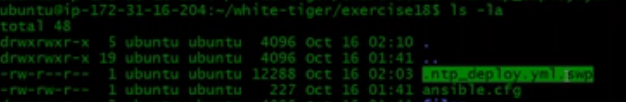 ubuntu@ip-172-31-16-204:~/white-tiger/exercise18$ ls -la
total 48
drwxrwxr-x 5 ubuntu ubuntu 4096 Oct 16 02:10 .
drwxrwxr-x 19 ubuntu ubuntu 4096 Oct 16 01:41 ..
-rw-r--r-- 1 ubuntu ubuntu 12288 Oct 16 02:03 .ntp_deploy.yml.swp
-rw-rw-r-- 1 ubuntu ubuntu 227 Oct 16 01:41 ansible.cfg